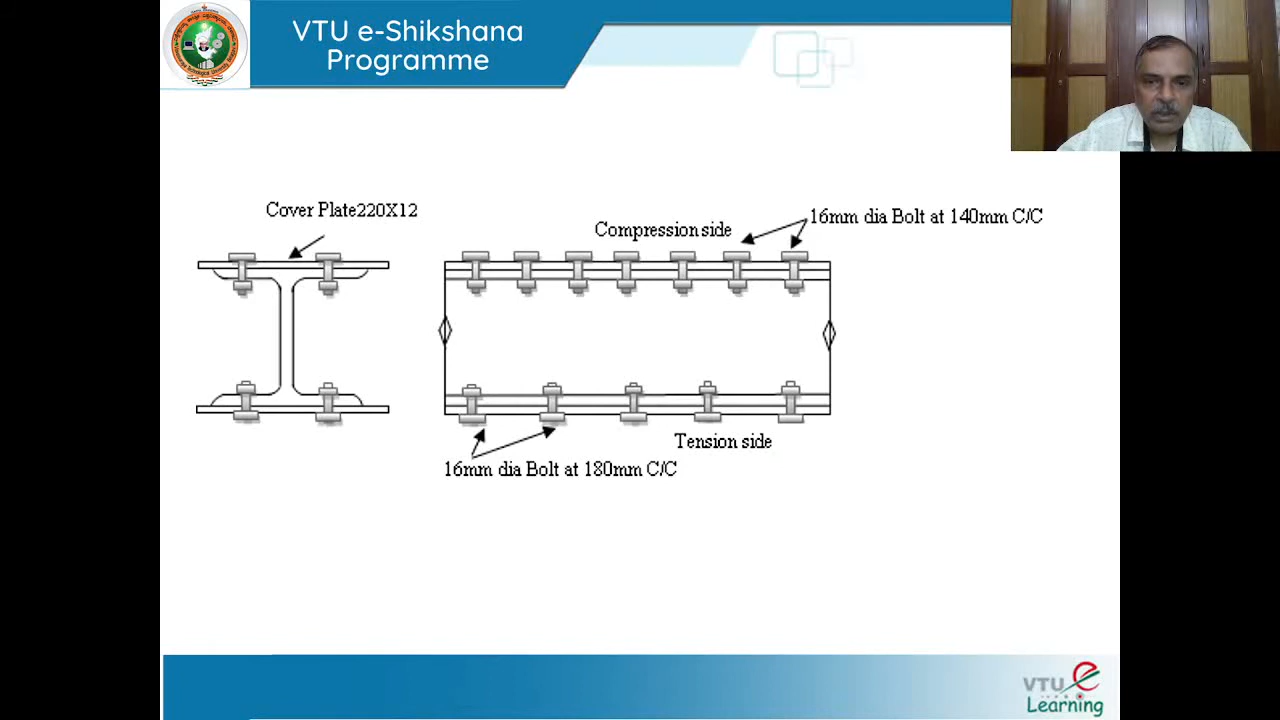 VTU e-Shikshana
Programme
Cover Plate220X12
Compression side
16mm dia Bolt at 140mm C/C
Tension side
16mm dia Bolt at 180mm C/C
VTU e
Learning